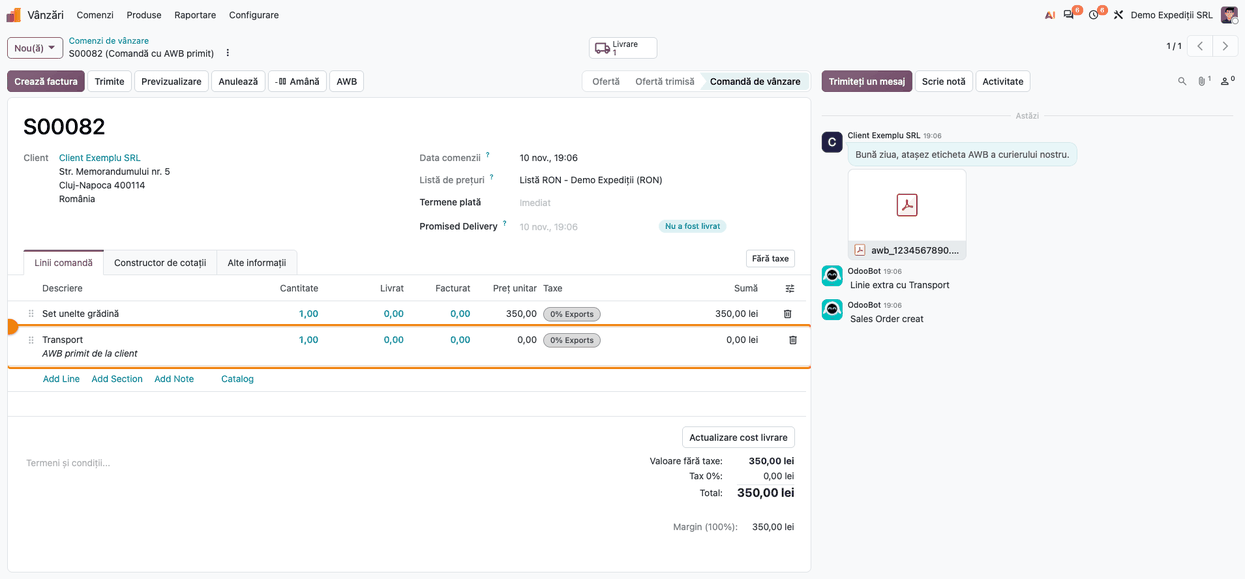 Vânzări Comenzi Produse Raportare Configurare 6 6 Demo Expediții SRL
Nou(ă) Comenzi de vânzare
S00082 (Comandă cu AWB primit)
Livrare
1
1 / 1
Crează factura Trimite Previzualizare Anulează Amână AWB Ofertă Ofertă trimisă Comandă de vânzare Trimiteți un mesaj Scrie notă Activitate 1 0
S00082
Client Client Exemplu SRL
Str. Memorandumului nr. 5
Cluj-Napoca 400114
România
Data comenzii ? 10 nov., 19:06
Listă de prețuri ? Listă RON - Demo Expediții (RON)
Termene plată Imediat
Promised Delivery ? 10 nov., 19:06 Nu a fost livrat
Linii comandă Constructor de cotații Alte informații Fără taxe
Descriere Cantitate Livrat Facturat Preț unitar Taxe Sumă
Set unelte grădină 1,00 0,00 0,00 350,00 0% Exports 350,00 lei
Transport 1,00 0,00 0,00 0,00 0% Exports 0,00 lei
AWB primit de la client
Add Line Add Section Add Note Catalog
Actualizare cost livrare
Termeni și condiții...
Valoare fără taxe: 350,00 lei
Tax 0%: 0,00 lei
Total: 350,00 lei
Margin (100%): 350,00 lei
Astăzi
C Client Exemplu SRL 19:06
Bună ziua, atașez eticheta AWB a curierului nostru.
awb_1234567890....
OdooBot 19:06
Linie extra cu Transport
OdooBot 19:06
Sales Order creat